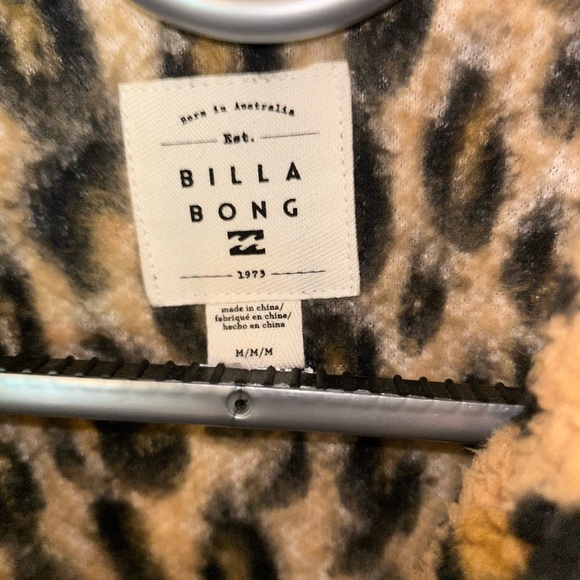 Born in Australia
Est.
BILLA
BONG
1973
made in china/
fabriqué en chine/
hecho en china
M/M/M